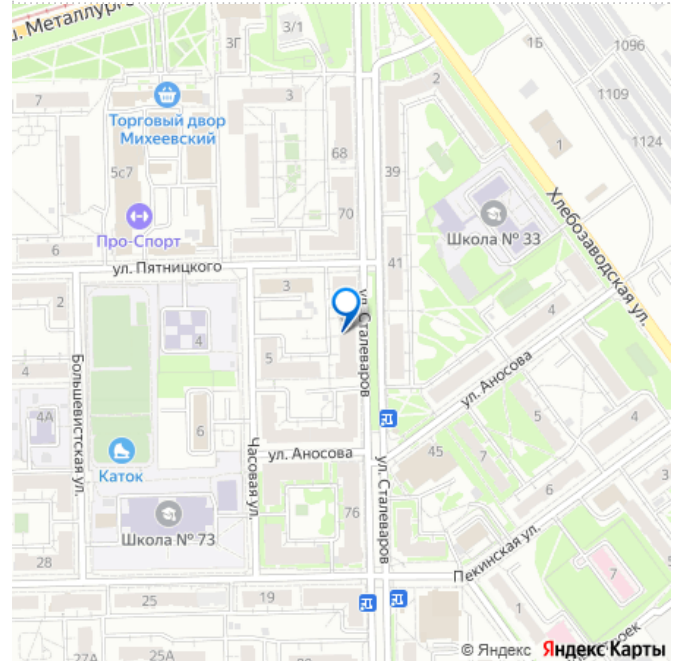 ш. Металлурго
3Г
3/1
1Б
1096
7
3
2
1109
Торговый двор
Михеевский
1
1124
68
5с7
39
Хлебозаводская ул.
70
Про-Спорт
Школа № 33
6
41
ул. Пятницкого
2
3
4
4
ул. Сталеваров
5
4
Большевистская ул.
ул. Аносова
4А
6
5
4
Часовая ул.
45
Каток
ул. Аносова
7
ул. Сталеваров
6
76
Школа № 73
Пекинская ул.
28
7
5
25
19
1
27А
25А
© Яндекс Яндекс Карты